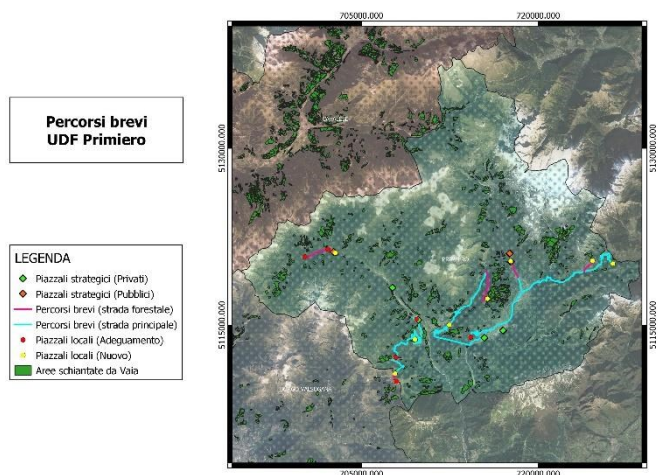 Percorsi brevi
UDF Primiero
LEGENDA
Piazzali strategici (Privati)
Piazzali strategici (Pubblici)
Percorsi brevi (strada forestale)
Percorsi brevi (strada principale)
Piazzali locali (Adeguamento)
Piazzali locali (Nuovo)
Aree schiantate da Vaia
705000.000
720000.000
5130000.000
5130000.000
5115000.000
5115000.000
705000.000
720000.000